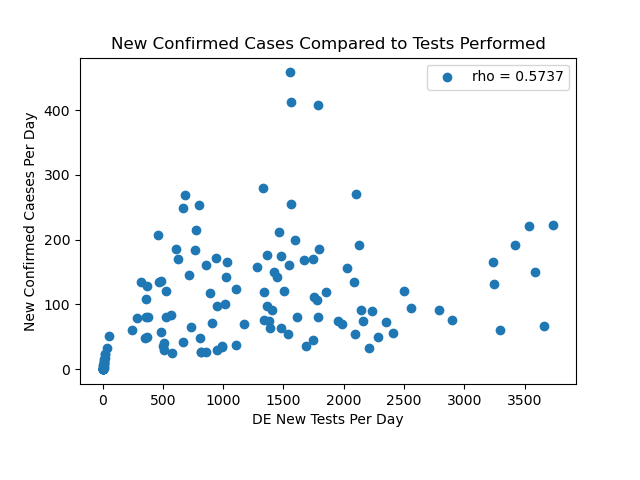 New Confirmed Cases Compared to Tests Performed
rho = 0.5737
New Confirmed Caeses Per Day
400
300
200
100
0
0 500 1000 1500 2000 2500 3000 3500
DE New Tests Per Day